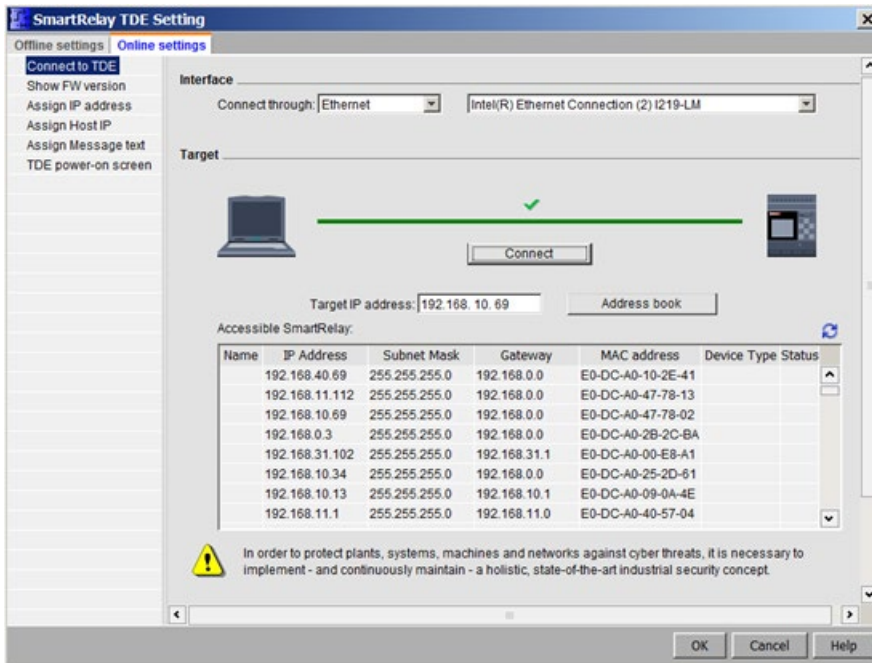 SmartRelay TDE Setting
Offline settings Online settings
Connect to TDE
Show FW version
Assign IP address
Assign Host IP
Assign Message text
TDE power-on screen
Interface
Connect through: Ethernet Intel(R) Ethernet Connection (2) I219-LM
Target
Connect
Target IP address: 192.168. 10. 69 Address book
Accessible SmartRelay:
Name IP Address Subnet Mask Gateway MAC address Device Type Status
192.168.40.69 255.255.255.0 192.168.0.0 E0-DC-A0-10-2E-41
192.168.11.112 255.255.255.0 192.168.0.0 E0-DC-A0-47-78-13
192.168.10.69 255.255.255.0 192.168.0.0 E0-DC-A0-47-78-02
192.168.0.3 255.255.255.0 192.168.0.0 E0-DC-A0-2B-2C-BA
192.168.31.102 255.255.255.0 192.168.31.1 E0-DC-A0-00-E8-A1
192.168.10.34 255.255.255.0 192.168.0.0 E0-DC-A0-25-2D-61
192.168.10.13 255.255.255.0 192.168.10.1 E0-DC-A0-09-0A-4E
192.168.11.1 255.255.255.0 192.168.11.0 E0-DC-A0-40-57-04
In order to protect plants, systems, machines and networks against cyber threats, it is necessary to
implement - and continuously maintain - a holistic, state-of-the-art industrial security concept.
OK Cancel Help